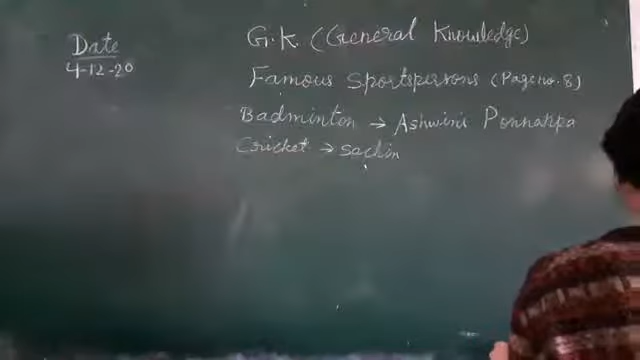 Date
4-12-20
G.K. (General Knowledge)
Famous Sportspersons (Page no. 8)
Badminton → Ashwini Ponnappa
Cricket → sachin